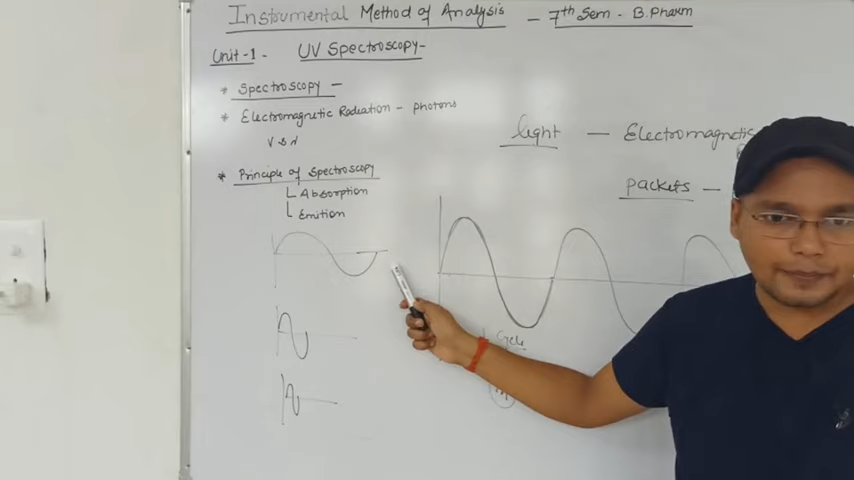 Instrumental Method of Analysis - 7th Sem - B.Pharm
Unit-1 - UV Spectroscopy-
* Spectroscopy -
* Electromagnetic Radiation - Photons
* Principle of Spectroscopy
Absorption
Emition
light — Electromagnetic
Packets —
Cycle